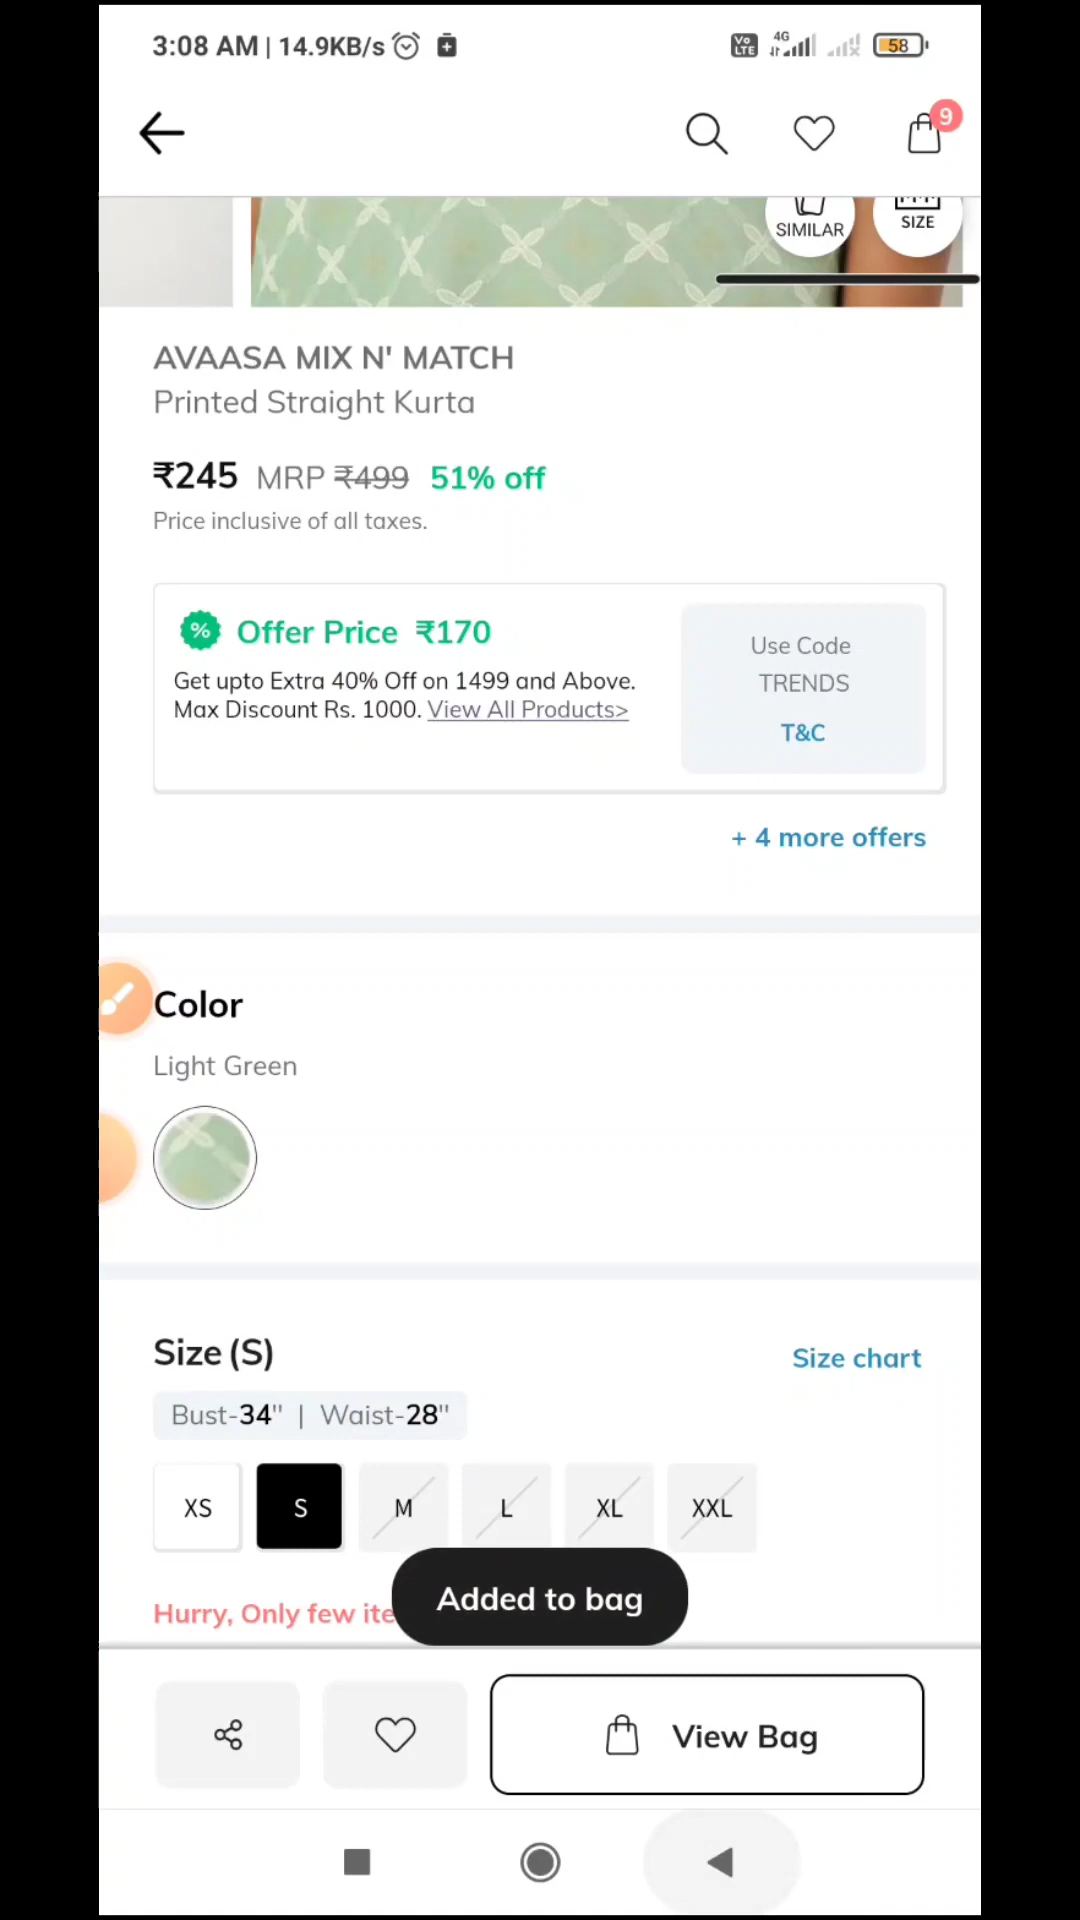 3:08 AM | 14.9KB/s
Vo LTE 4G 58
9
SIMILAR
SIZE
AVAASA MIX N' MATCH
Printed Straight Kurta
₹245 MRP ₹499 51% off
Price inclusive of all taxes.
% Offer Price ₹170
Get upto Extra 40% Off on 1499 and Above.
Max Discount Rs. 1000. View All Products>
Use Code
TRENDS
T&C
+ 4 more offers
Color
Light Green
Size (S)
Size chart
Bust-34" | Waist-28"
XS S M L XL XXL
Hurry, Only few
Added to bag
View Bag